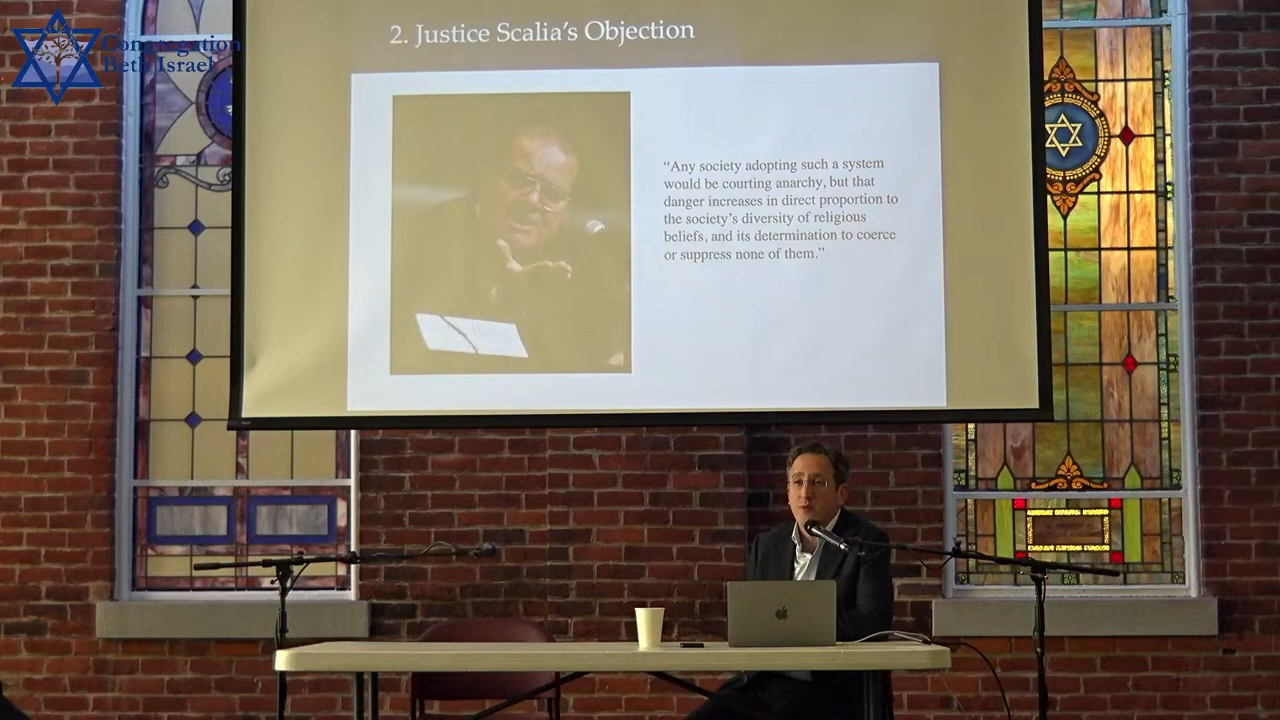 Congregation
Beth Israel
2. Justice Scalia's Objection
“Any society adopting such a system
would be courting anarchy, but that
danger increases in direct proportion to
the society's diversity of religious
beliefs, and its determination to coerce
or suppress none of them.”